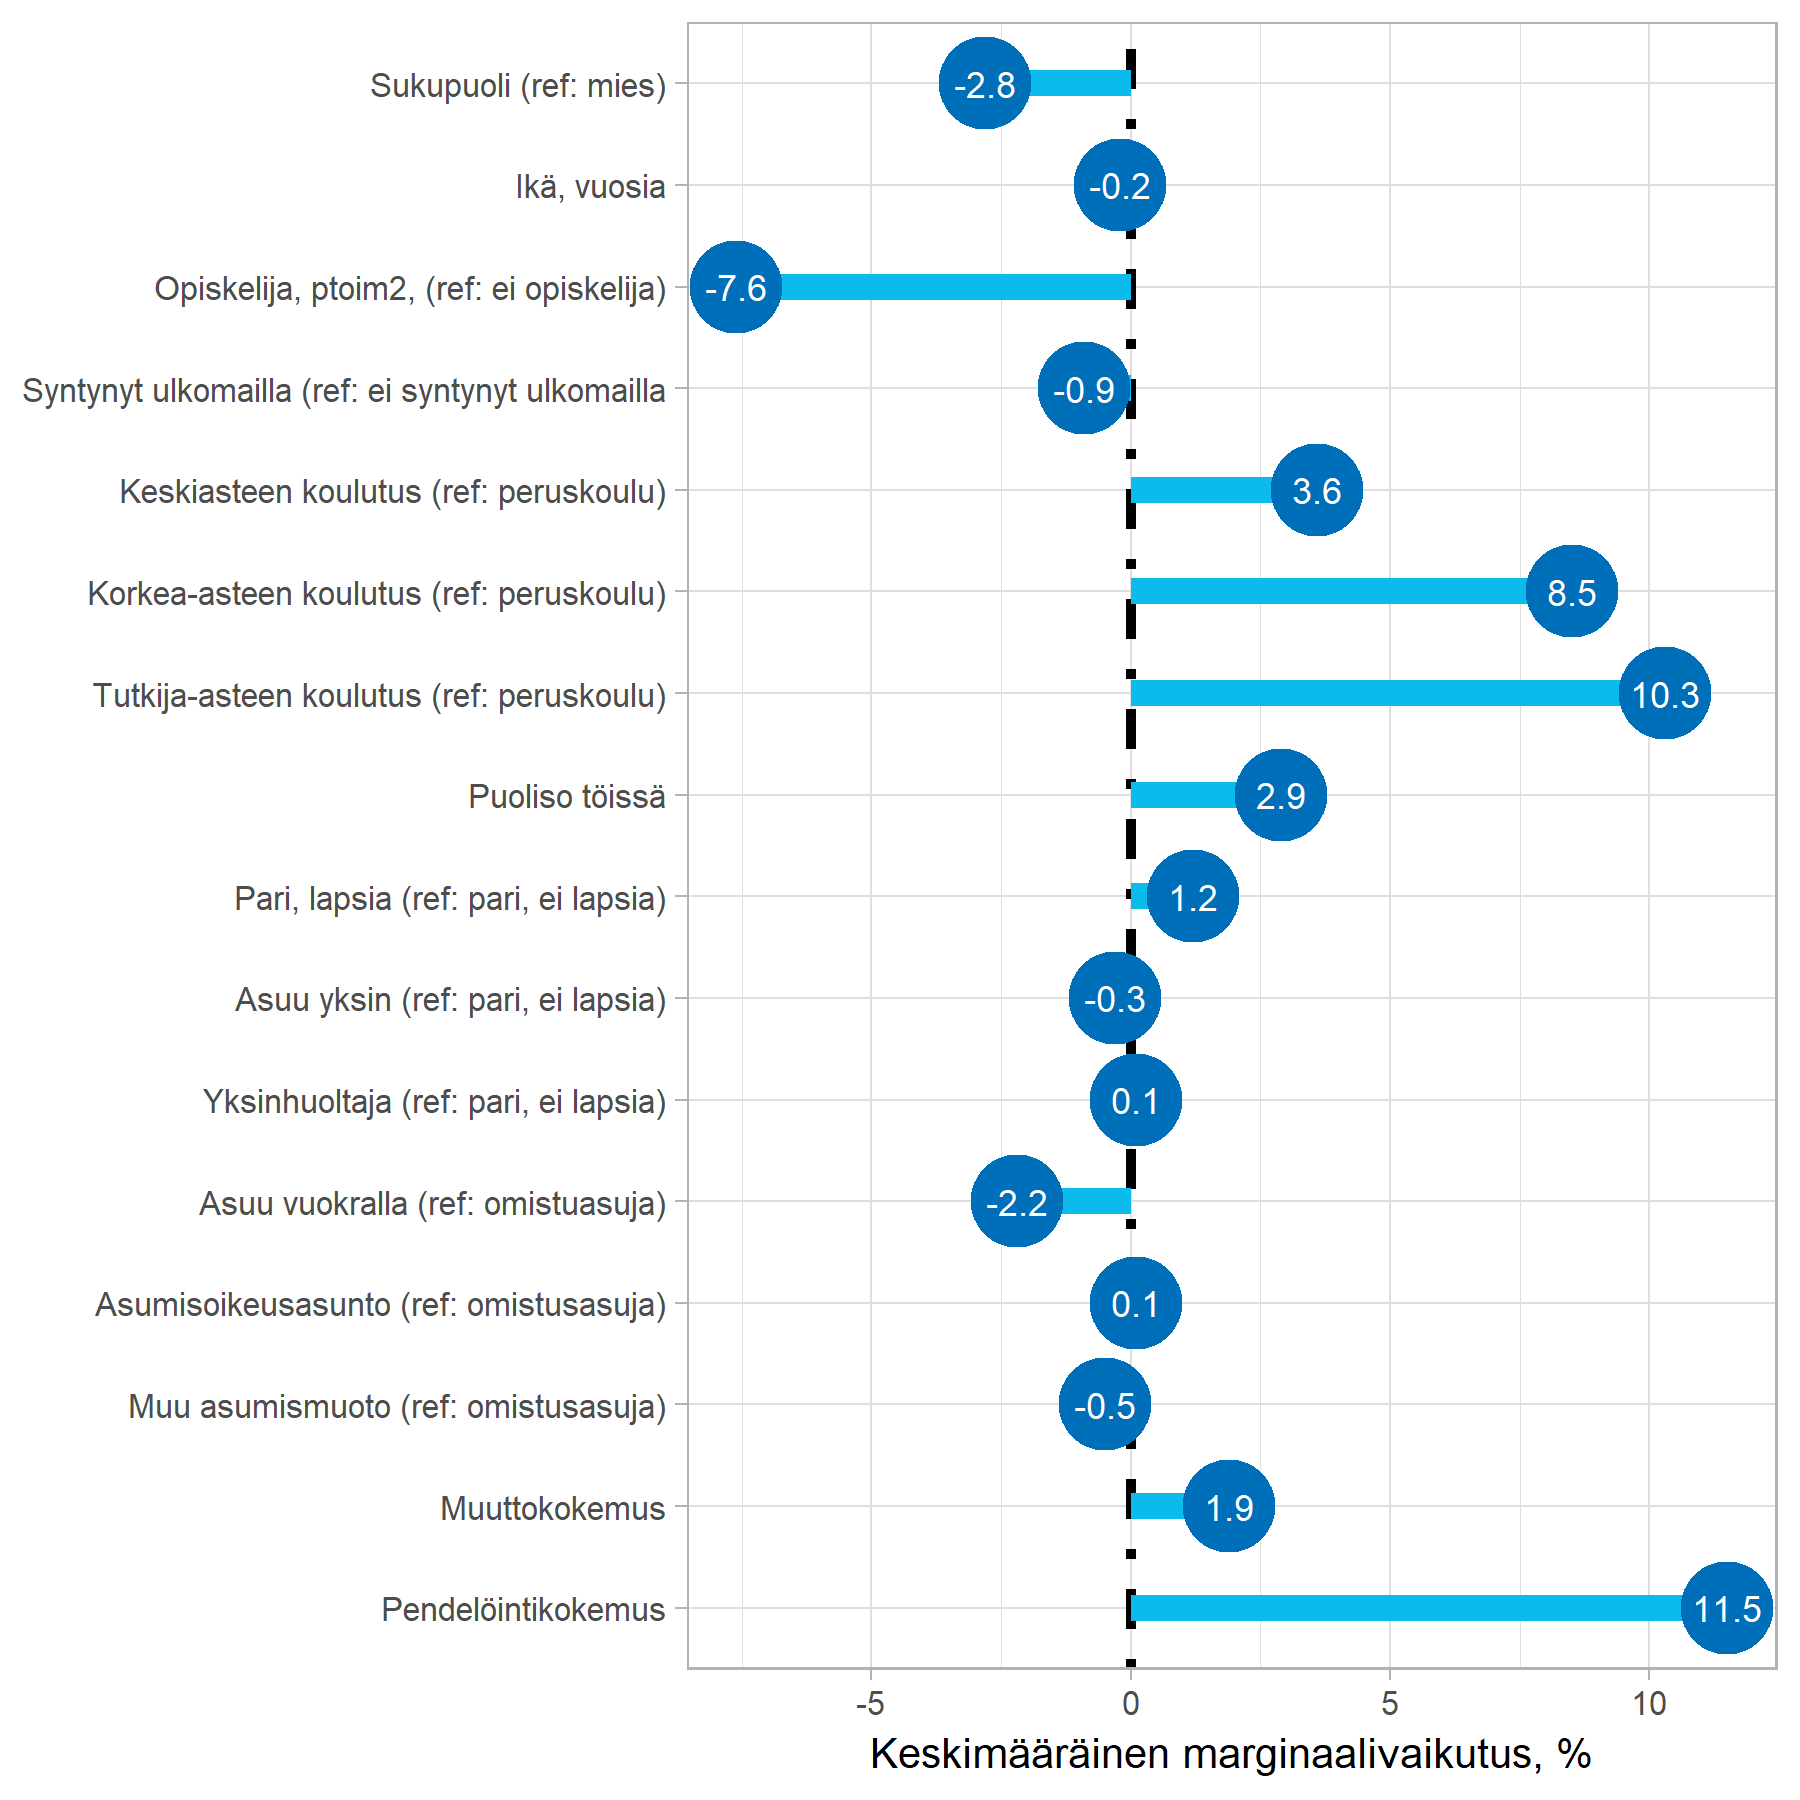 Sukupuoli (ref: mies) -2.8
Ikä, vuosia -0.2
Opiskelija, ptoim2, (ref: ei opiskelija) -7.6
Syntynyt ulkomailla (ref: ei syntynyt ulkomailla -0.9
Keskiasteen koulutus (ref: peruskoulu) 3.6
Korkea-asteen koulutus (ref: peruskoulu) 8.5
Tutkija-asteen koulutus (ref: peruskoulu) 10.3
Puoliso töissä 2.9
Pari, lapsia (ref: pari, ei lapsia) 1.2
Asuu yksin (ref: pari, ei lapsia) -0.3
Yksinhuoltaja (ref: pari, ei lapsia) 0.1
Asuu vuokralla (ref: omistuasuja) -2.2
Asumisoikeusasunto (ref: omistusasuja) 0.1
Muu asumismuoto (ref: omistusasuja) -0.5
Muuttokokemus 1.9
Pendelöintikokemus 11.5
-5 0 5 10
Keskimääräinen marginaalivaikutus, %